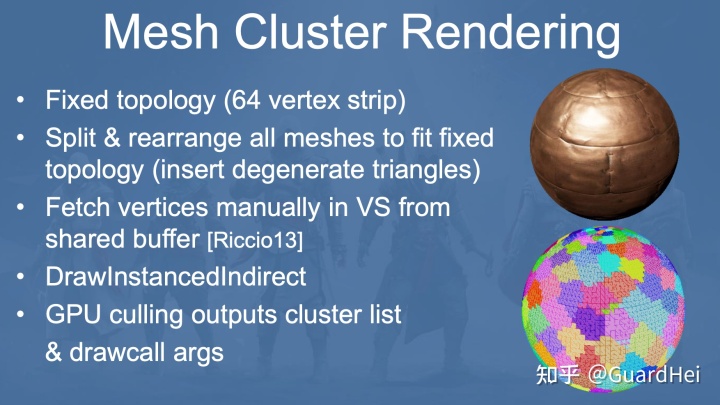 Mesh Cluster Rendering
• Fixed topology (64 vertex strip)
• Split & rearrange all meshes to fit fixed
topology (insert degenerate triangles)
• Fetch vertices manually in VS from
shared buffer [Riccio13]
• DrawInstancedIndirect
• GPU culling outputs cluster list
& drawcall args
知乎 @GuardHei